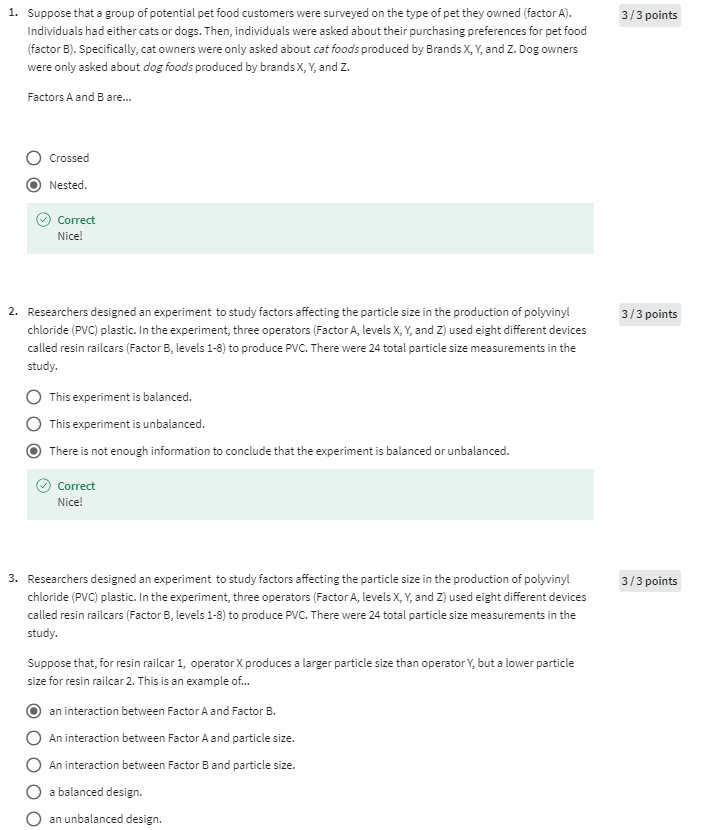 1. Suppose that a group of potential pet food customers were surveyed on the type of pet they owned (factor A). 3 / 3 points
Individuals had either cats or dogs. Then, individuals were asked about their purchasing preferences for pet food
(factor B). Specifically, cat owners were only asked about cat foods produced by Brands X, Y, and Z. Dog owners
were only asked about dog foods produced by brands X, Y, and Z.
Factors A and B are...
Crossed
Nested.
Correct
Nice!
2. Researchers designed an experiment to study factors affecting the particle size in the production of polyvinyl 3 / 3 points
chloride (PVC) plastic. In the experiment, three operators (Factor A, levels X, Y, and Z) used eight different devices
called resin railcars (Factor B, levels 1-8) to produce PVC. There were 24 total particle size measurements in the
study.
This experiment is balanced.
This experiment is unbalanced.
There is not enough information to conclude that the experiment is balanced or unbalanced.
Correct
Nice!
3. Researchers designed an experiment to study factors affecting the particle size in the production of polyvinyl 3 / 3 points
chloride (PVC) plastic. In the experiment, three operators (Factor A, levels X, Y, and Z) used eight different devices
called resin railcars (Factor B, levels 1-8) to produce PVC. There were 24 total particle size measurements in the
study.
Suppose that, for resin railcar 1, operator X produces a larger particle size than operator Y, but a lower particle
size for resin railcar 2. This is an example of...
an interaction between Factor A and Factor B.
An interaction between Factor A and particle size.
An interaction between Factor B and particle size.
a balanced design.
an unbalanced design.